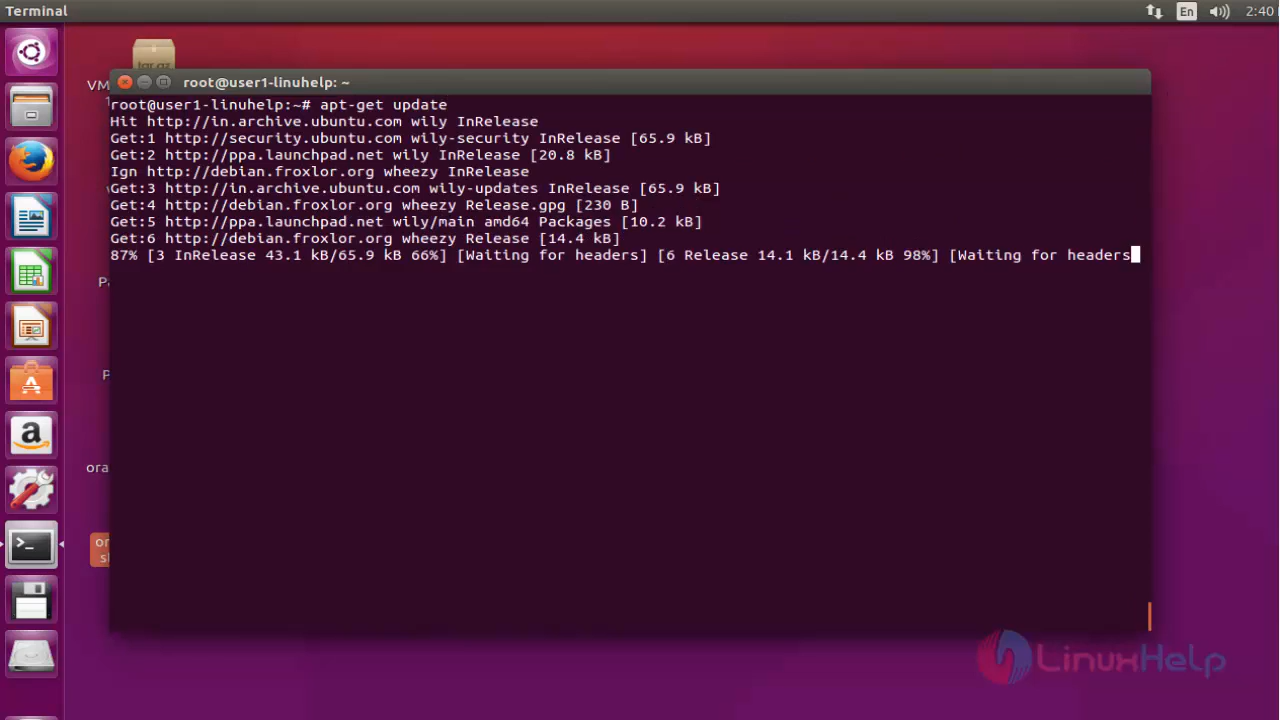 Terminal
En
2:40
tar.gz
VM
root@user1-linuhelp: ~
root@user1-linuhelp:~# apt-get update
Hit http://in.archive.ubuntu.com wily InRelease
Get:1 http://security.ubuntu.com wily-security InRelease [65.9 kB]
Get:2 http://ppa.launchpad.net wily InRelease [20.8 kB]
Ign http://debian.froxlor.org wheezy InRelease
Get:3 http://in.archive.ubuntu.com wily-updates InRelease [65.9 kB]
Get:4 http://debian.froxlor.org wheezy Release.gpg [230 B]
Get:5 http://ppa.launchpad.net wily/main amd64 Packages [10.2 kB]
Get:6 http://debian.froxlor.org wheezy Release [14.4 kB]
87% [3 InRelease 43.1 kB/65.9 kB 66%] [Waiting for headers] [6 Release 14.1 kB/14.4 kB 98%] [Waiting for headers
Pa
P
ora
or
s
LinuxHelp